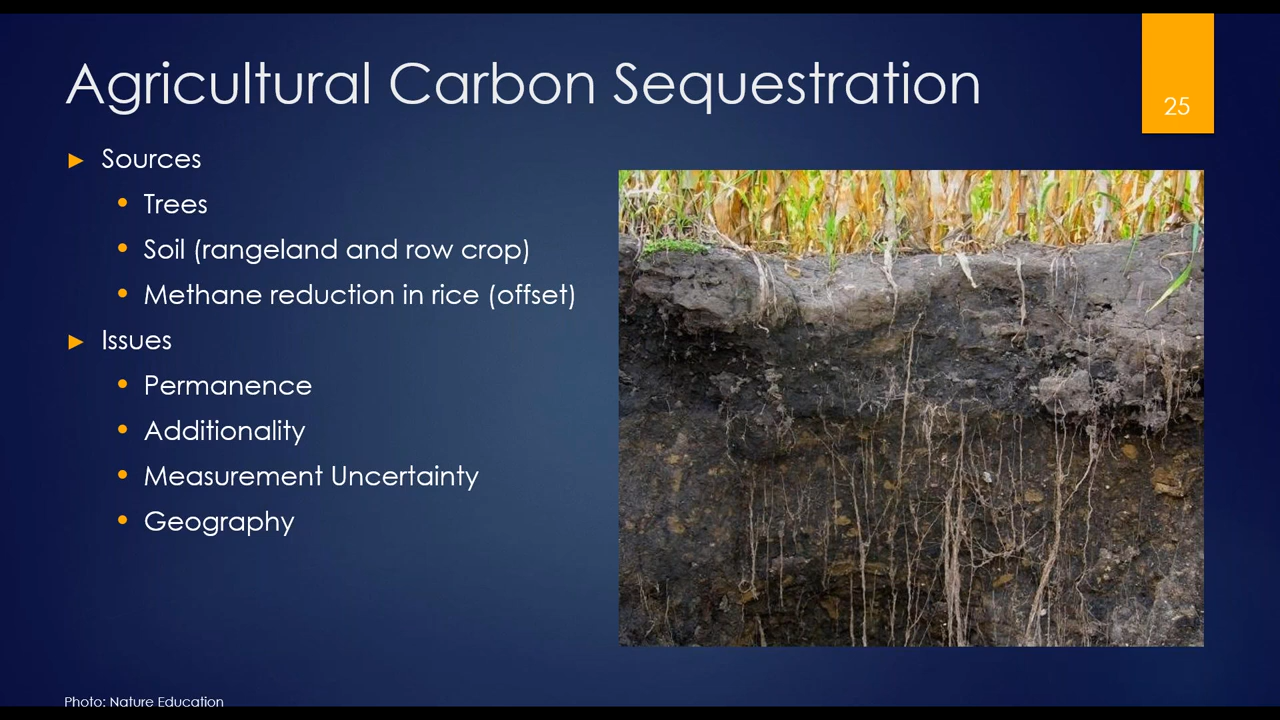 Agricultural Carbon Sequestration
25
Sources
Trees
Soil (rangeland and row crop)
Methane reduction in rice (offset)
Issues
Permanence
Additionality
Measurement Uncertainty
Geography
Photo: Nature Education